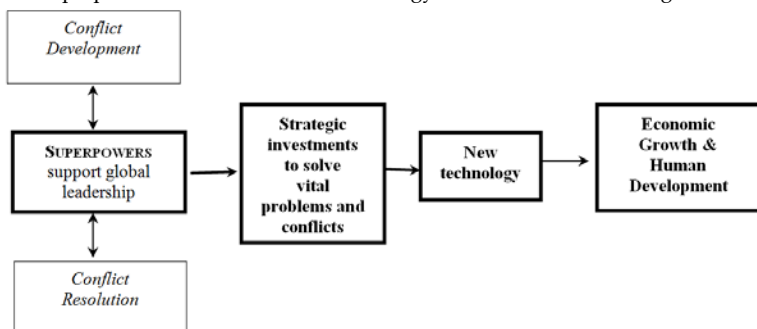 Conflict
Development
SUPERPOWERS
support global
leadership
Conflict
Resolution
Strategic
investments
to solve
vital
problems and
conflicts
New
technology
Economic
Growth &
Human
Development